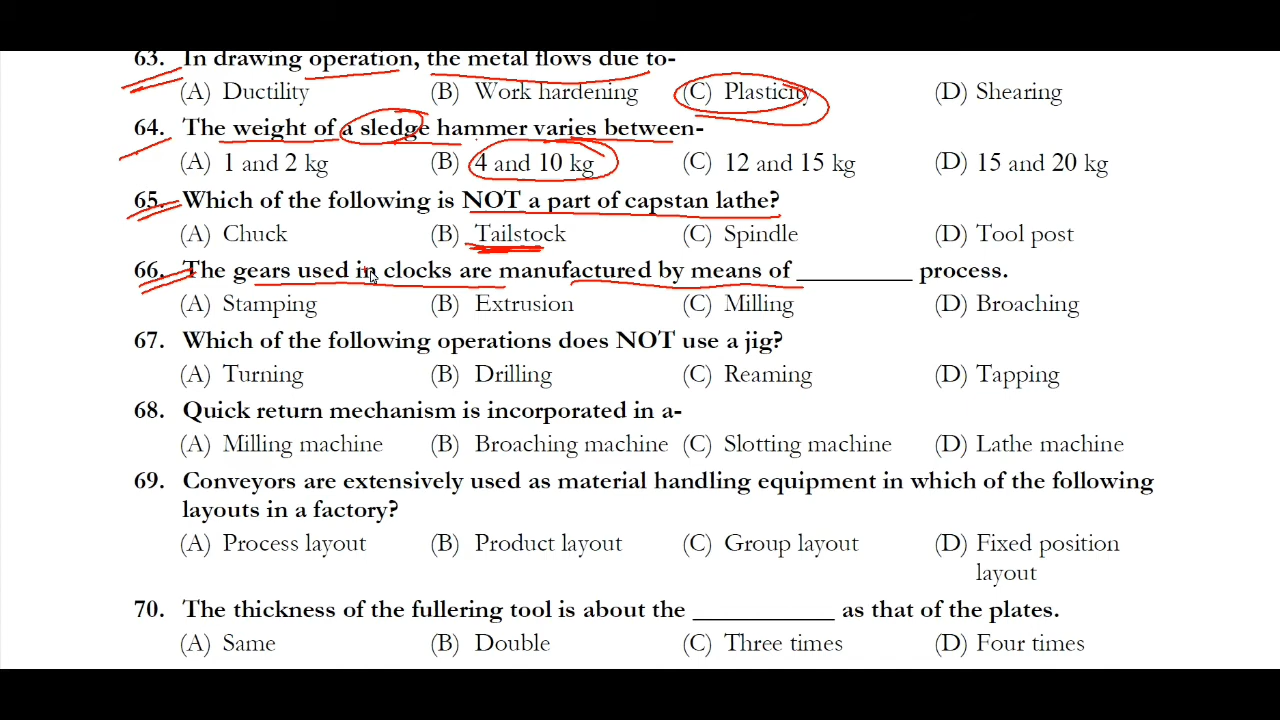 63. In drawing operation, the metal flows due to-
(A) Ductility (B) Work hardening (C) Plasticity (D) Shearing
64. The weight of a sledge hammer varies between-
(A) 1 and 2 kg (B) 4 and 10 kg (C) 12 and 15 kg (D) 15 and 20 kg
65. Which of the following is NOT a part of capstan lathe?
(A) Chuck (B) Tailstock (C) Spindle (D) Tool post
66. The gears used in clocks are manufactured by means of __________ process.
(A) Stamping (B) Extrusion (C) Milling (D) Broaching
67. Which of the following operations does NOT use a jig?
(A) Turning (B) Drilling (C) Reaming (D) Tapping
68. Quick return mechanism is incorporated in a-
(A) Milling machine (B) Broaching machine (C) Slotting machine (D) Lathe machine
69. Conveyors are extensively used as material handling equipment in which of the following
layouts in a factory?
(A) Process layout (B) Product layout (C) Group layout (D) Fixed position
layout
70. The thickness of the fullering tool is about the ____________ as that of the plates.
(A) Same (B) Double (C) Three times (D) Four times